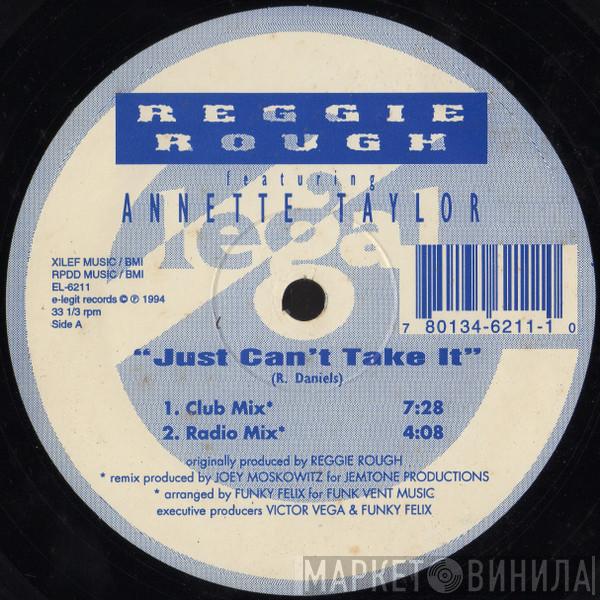 REGGIE
ROUGH
featuring
ANNETTE TAYLOR
legal
XILEF MUSIC / BMI
RPDD MUSIC / BMI
EL-6211
e-legit records © ℗ 1994
33 1/3 rpm
Side A
7 80134-6211-1 0
"Just Can't Take It"
(R. Daniels)
1. Club Mix* 7:28
2. Radio Mix* 4:08
originally produced by REGGIE ROUGH
* remix produced by JOEY MOSKOWITZ for JEMTONE PRODUCTIONS
* arranged by FUNKY FELIX for FUNK VENT MUSIC
executive producers VICTOR VEGA & FUNKY FELIX
МАРКЕТ ВИНИЛА